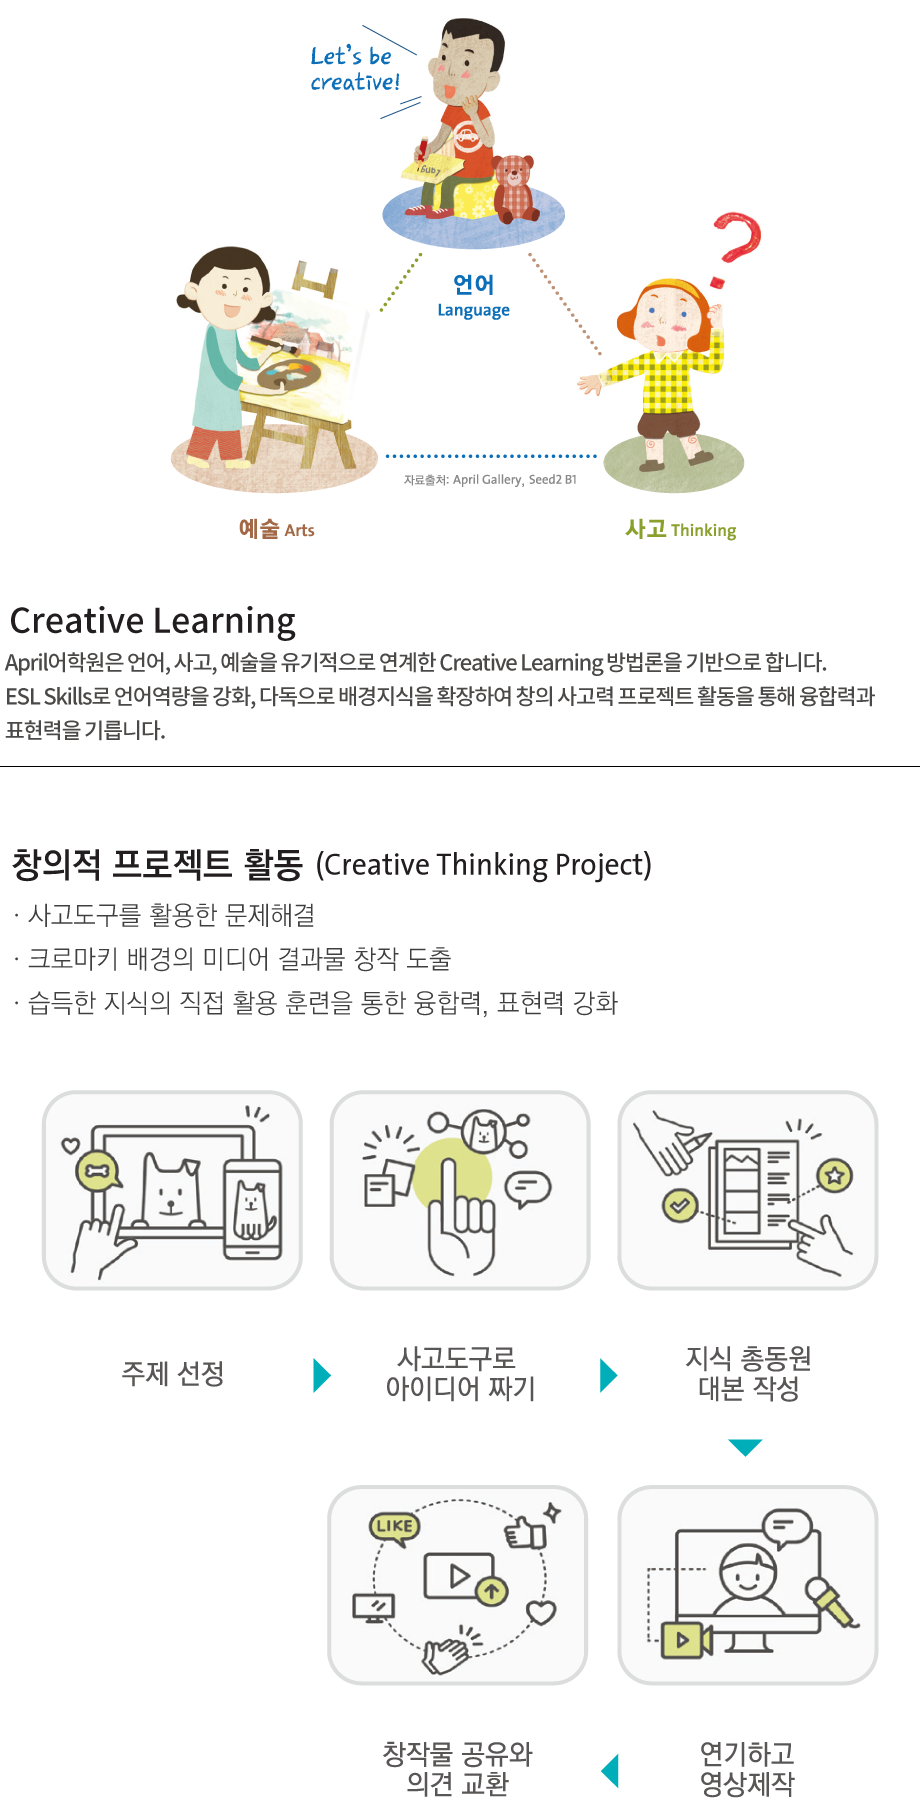 Let's be
creative!
언어
Language
자료출처: April Gallery, Seed2 B1
예술 Arts
사고 Thinking
Creative Learning
April어학원은 언어, 사고, 예술을 유기적으로 연계한 Creative Learning 방법론을 기반으로 합니다.
ESL Skills로 언어역량을 강화, 다독으로 배경지식을 확장하여 창의 사고력 프로젝트 활동을 통해 융합력과
표현력을 기릅니다.
창의적 프로젝트 활동 (Creative Thinking Project)
· 사고도구를 활용한 문제해결
· 크로마키 배경의 미디어 결과물 창작 도출
· 습득한 지식의 직접 활용 훈련을 통한 융합력, 표현력 강화
주제 선정
사고도구로
아이디어 짜기
지식 총동원
대본 작성
LIKE
창작물 공유와
의견 교환
연기하고
영상제작